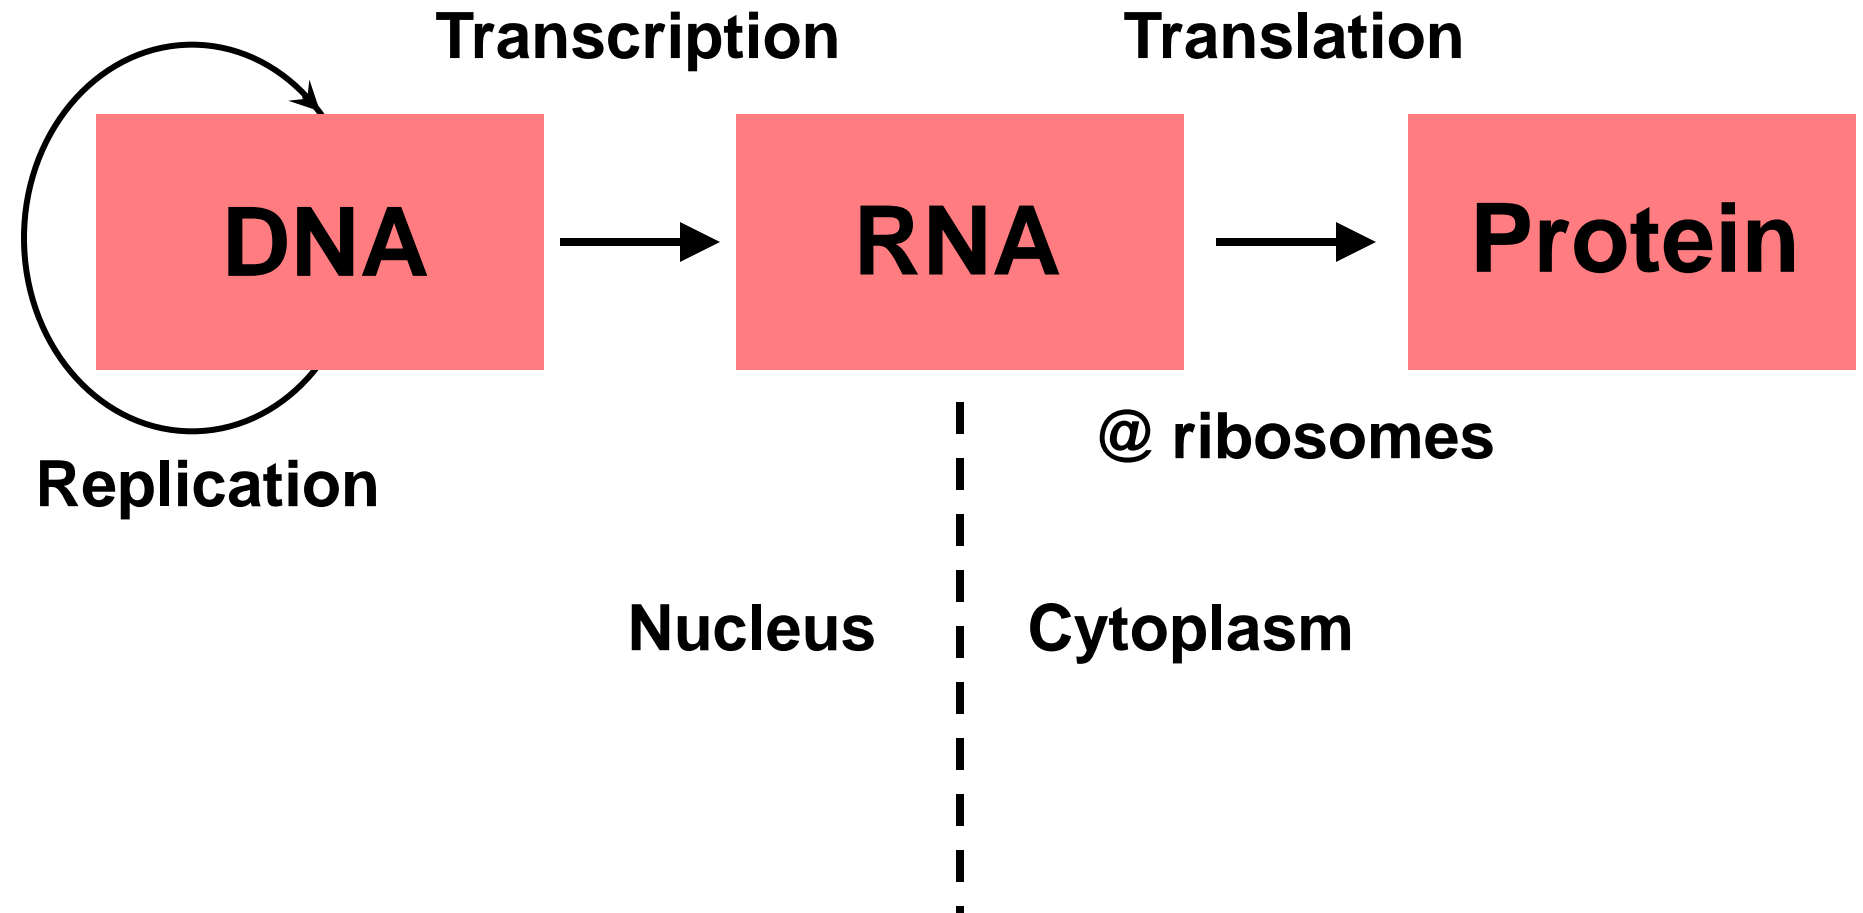 Transcription
Translation
DNA
RNA
Protein
@ ribosomes
Replication
Nucleus
Cytoplasm